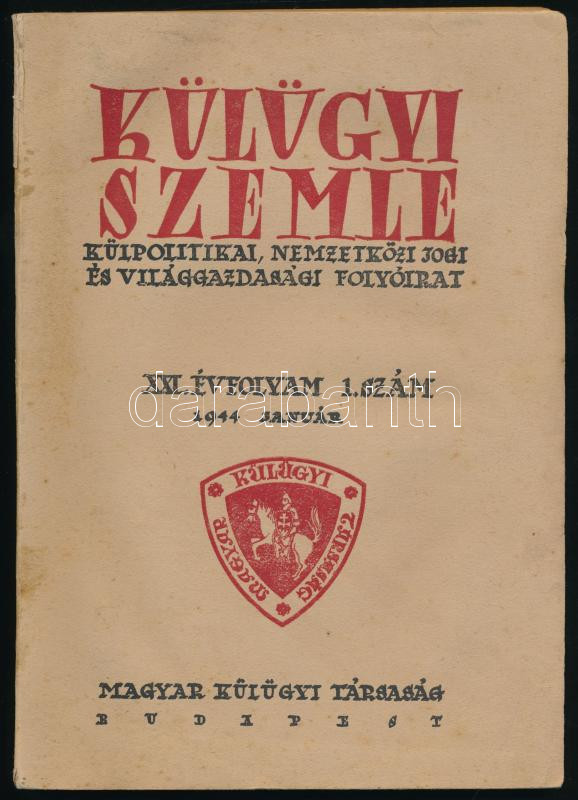 KÜLÜGYI
SZEMLE
KÜLPOLITIKAI, NEMZETKÖZI JOGI
ÉS VILÁGGAZDASÁGI FOLYÓIRAT
XXI. ÉVFOLYAM 1. SZÁM
darabanth
1944 JANUÁR
KÜLÜGYI
MAGYAR
TÁRSASÁG
MAGYAR KÜLÜGYI TÁRSASÁG
BUDAPEST